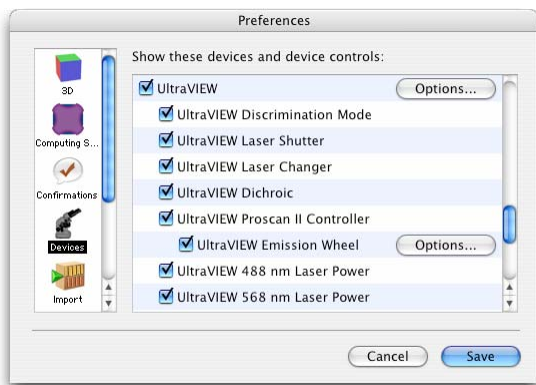 Preferences
3D
Computing S...
Confirmations
Devices
Import
Show these devices and device controls:
UltraVIEW Options...
UltraVIEW Discrimination Mode
UltraVIEW Laser Shutter
UltraVIEW Laser Changer
UltraVIEW Dichroic
UltraVIEW Proscan II Controller
UltraVIEW Emission Wheel Options...
UltraVIEW 488 nm Laser Power
UltraVIEW 568 nm Laser Power
Cancel Save